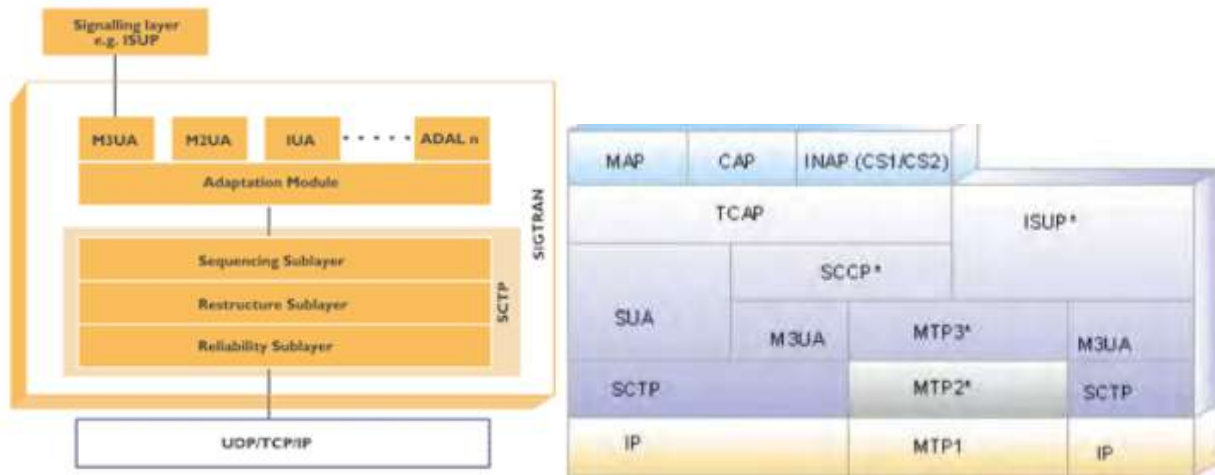 Signalling layer
e.g. ISUP
M3UA
M2UA
IUA
ADAL n
Adaptation Module
Sequencing Sublayer
Restructure Sublayer
Reliability Sublayer
SCTP
SIGTRAN
UDP/TCP/IP
MAP
CAP
INAP (CS1/CS2)
TCAP
ISUP*
SCCP*
SUA
M3UA
MTP3*
M3UA
SCTP
MTP2*
SCTP
IP
MTP1
IP